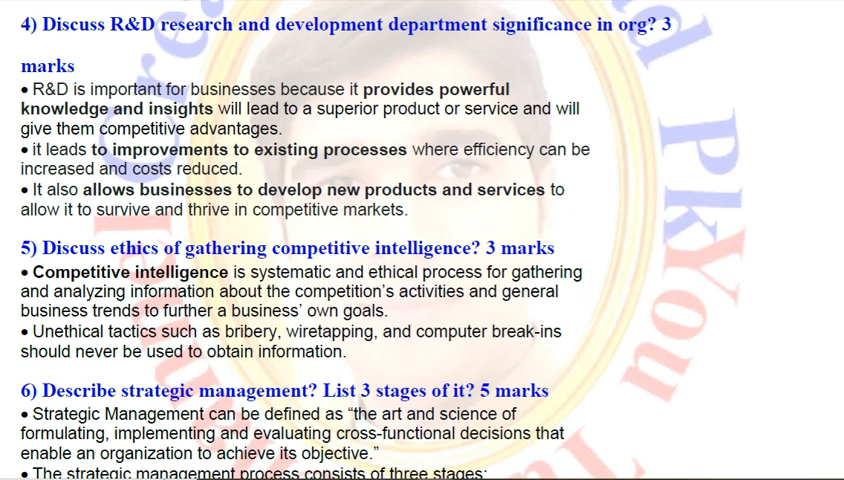 4) Discuss R&D research and development department significance in org? 3
marks
• R&D is important for businesses because it provides powerful
knowledge and insights will lead to a superior product or service and will
give them competitive advantages.
• it leads to improvements to existing processes where efficiency can be
increased and costs reduced.
• It also allows businesses to develop new products and services to
allow it to survive and thrive in competitive markets.
5) Discuss ethics of gathering competitive intelligence? 3 marks
• Competitive intelligence is systematic and ethical process for gathering
and analyzing information about the competition's activities and general
business trends to further a business' own goals.
• Unethical tactics such as bribery, wiretapping, and computer break-ins
should never be used to obtain information.
6) Describe strategic management? List 3 stages of it? 5 marks
• Strategic Management can be defined as “the art and science of
formulating, implementing and evaluating cross-functional decisions that
enable an organization to achieve its objective.”
• The strategic management process consists of three stages: